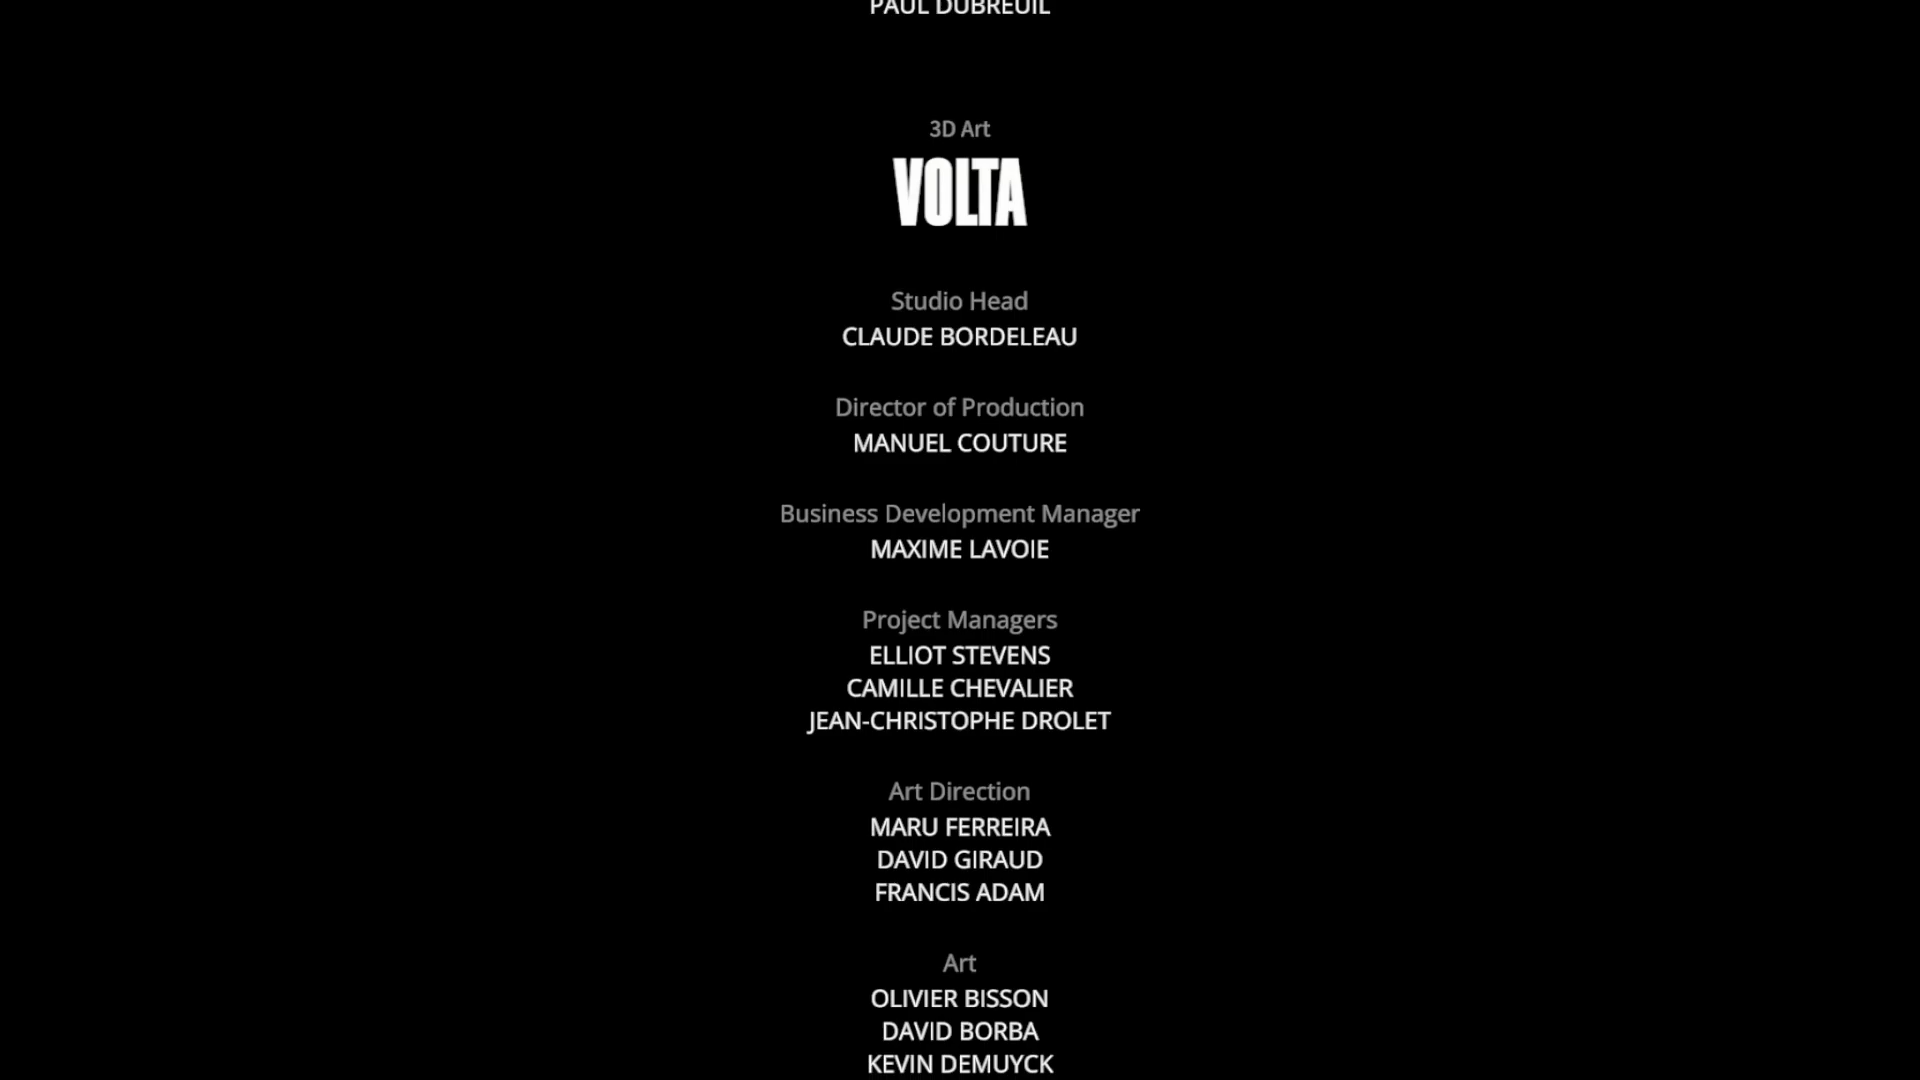 PAUL DUBREUIL
3D Art
VOLTA
Studio Head
CLAUDE BORDELEAU
Director of Production
MANUEL COUTURE
Business Development Manager
MAXIME LAVOIE
Project Managers
ELLIOT STEVENS
CAMILLE CHEVALIER
JEAN-CHRISTOPHE DROLET
Art Direction
MARU FERREIRA
DAVID GIRAUD
FRANCIS ADAM
Art
OLIVIER BISSON
DAVID BORBA
KEVIN DEMUYCK